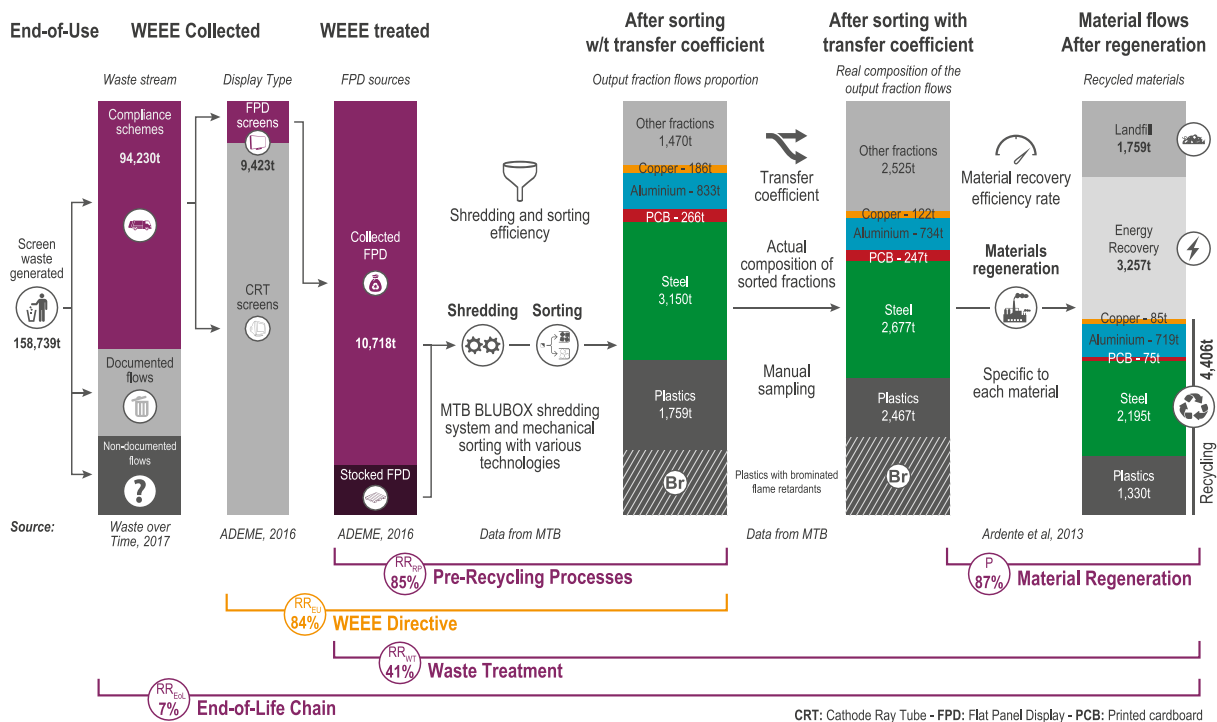 End-of-Use
WEEE Collected
WEEE treated
After sorting
w/t transfer coefficient
After sorting with
transfer coefficient
Material flows
After regeneration
Waste stream
Display Type
FPD sources
Output fraction flows proportion
Real composition of the
output fraction flows
Recycled materials
Screen
waste
generated
158,739t
Compliance
schemes
94,230t
Documented
flows
Non-documented
flows
?
FPD
screens
9,423t
CRT
screens
Collected
FPD
10,718t
Stocked FPD
Shredding and sorting
efficiency
Shredding
Sorting
MTB BLUBOX shredding
system and mechanical
sorting with various
technologies
Other fractions
1,470t
Copper - 186t
Aluminium - 833t
PCB - 266t
Steel
3,150t
Plastics
1,759t
Br
Transfer
coefficient
Actual
composition of
sorted fractions
Manual
sampling
Plastics with brominated
flame retardants
Other fractions
2,525t
Copper - 122t
Aluminium - 734t
PCB - 247t
Steel
2,677t
Plastics
2,467t
Br
Material recovery
efficiency rate
Materials
regeneration
Specific to
each material
Landfill
1,759t
Energy
Recovery
3,257t
Copper - 85t
Aluminium - 719t
PCB - 75t
Steel
2,195t
Plastics
1,330t
4,406t
Recycling
Source:
Waste over
Time, 2017
ADEME, 2016
ADEME, 2016
Data from MTB
Data from MTB
Ardente et al, 2013
RRRP
85%
Pre-Recycling Processes
P
87%
Material Regeneration
RREU
84%
WEEE Directive
RRWT
41%
Waste Treatment
RREoL
7%
End-of-Life Chain
CRT: Cathode Ray Tube - FPD: Flat Panel Display - PCB: Printed cardboard